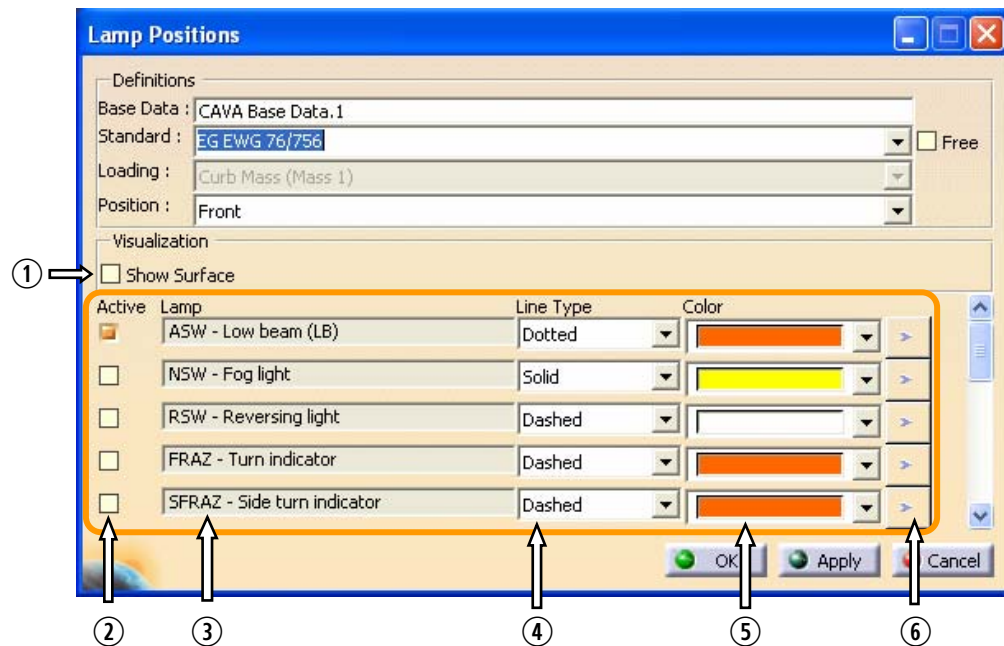 Lamp Positions
Definitions
Base Data : CAVA Base Data.1
Standard : EG EWG 76/756 Free
Loading : Curb Mass (Mass 1)
Position : Front
Visualization
① Show Surface
Active Lamp Line Type Color
ASW - Low beam (LB) Dotted
NSW - Fog light Solid
RSW - Reversing light Dashed
FRAZ - Turn indicator Dashed
SFRAZ - Side turn indicator Dashed
OK Apply Cancel
② ③ ④ ⑤ ⑥